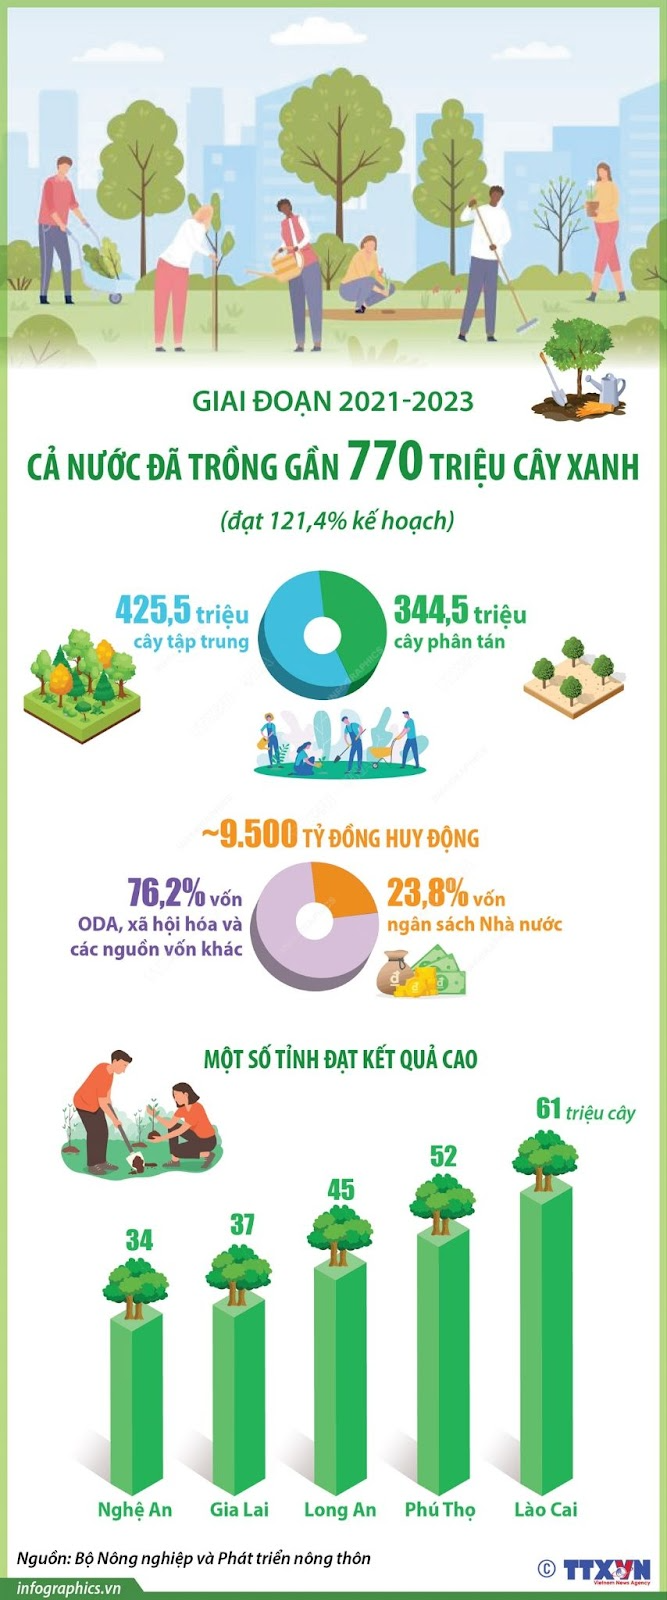 GIAI ĐOẠN 2021-2023
CẢ NƯỚC ĐÃ TRỒNG GẦN 770 TRIỆU CÂY XANH
(đạt 121,4% kế hoạch)
425,5 triệu
cây tập trung
344,5 triệu
cây phân tán
~9.500 TỶ ĐỒNG HUY ĐỘNG
76,2% vốn
ODA, xã hội hóa và
các nguồn vốn khác
23,8% vốn
ngân sách Nhà nước
MỘT SỐ TỈNH ĐẠT KẾT QUẢ CAO
34
37
45
52
61 triệu cây
Nghệ An
Gia Lai
Long An
Phú Thọ
Lào Cai
Nguồn: Bộ Nông nghiệp và Phát triển nông thôn
© TTXVN
Vietnam News Agency
infographics.vn